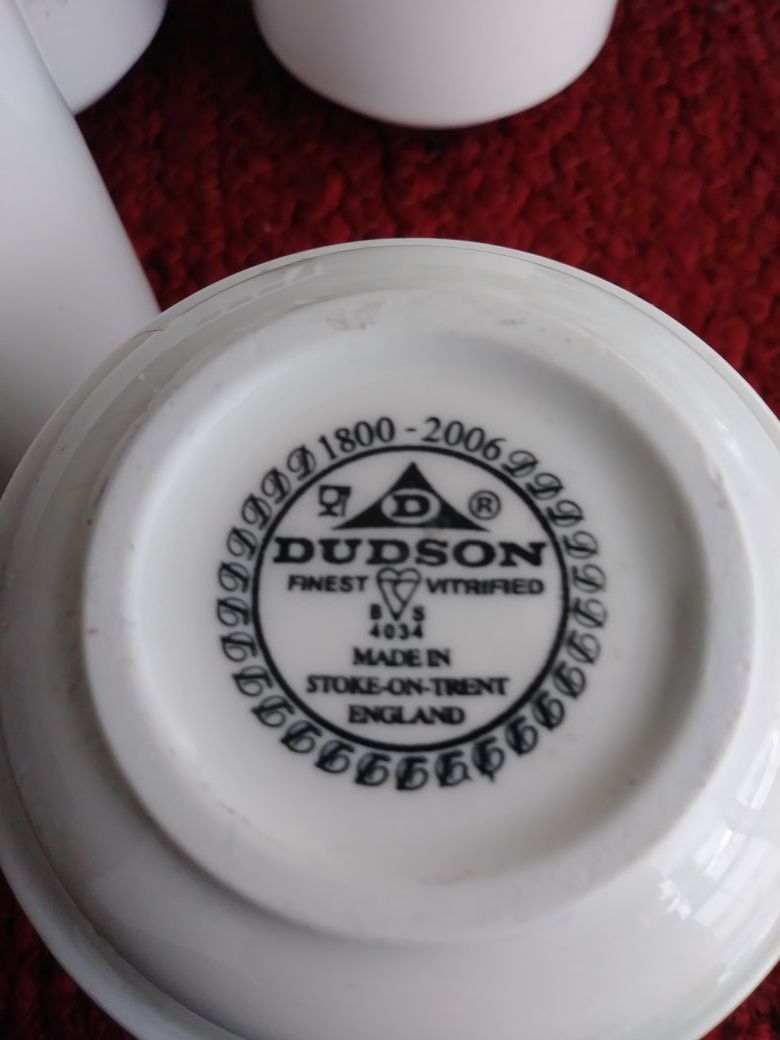 1800 - 2006
D ®
DUDSON
FINEST VITRIFIED
B S
4034
MADE IN
STOKE-ON-TRENT
ENGLAND